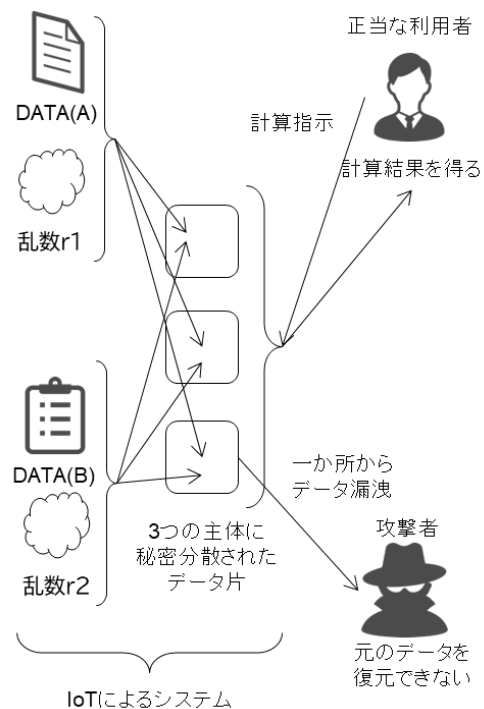 正当な利用者
DATA(A)
計算指示
計算結果を得る
乱数r1
DATA(B)
一か所から
データ漏洩
乱数r2
3つの主体に
秘密分散された
データ片
攻撃者
元のデータを
復元できない
IoTによるシステム